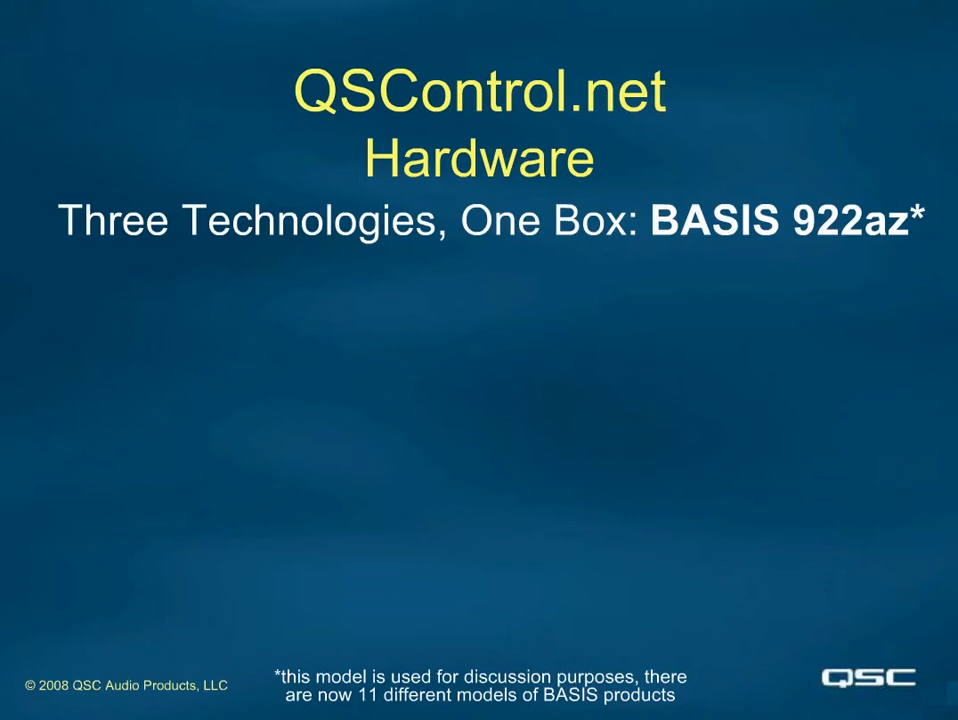 QSControl.net
Hardware
Three Technologies, One Box: BASIS 922az*
*this model is used for discussion purposes, there
are now 11 different models of BASIS products
© 2008 QSC Audio Products, LLC
QSC